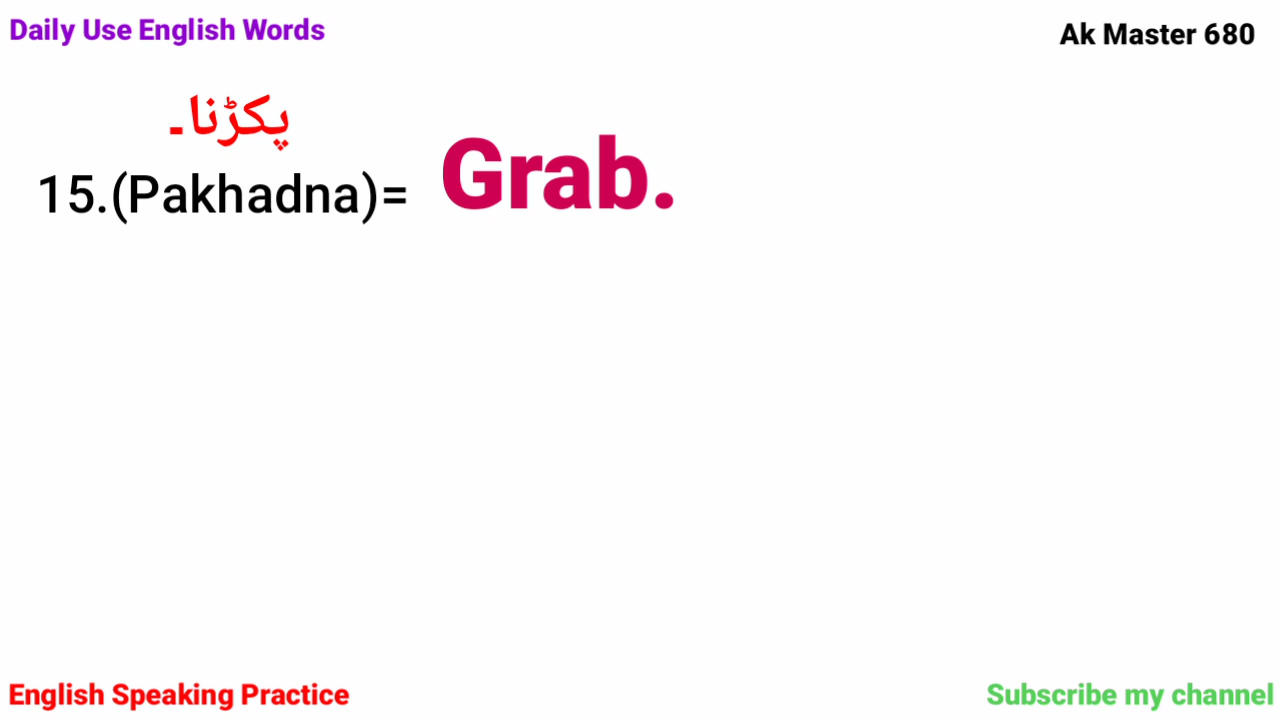 Daily Use English Words
Ak Master 680
پکڑنا۔
15.(Pakhadna)= Grab.
English Speaking Practice
Subscribe my channel